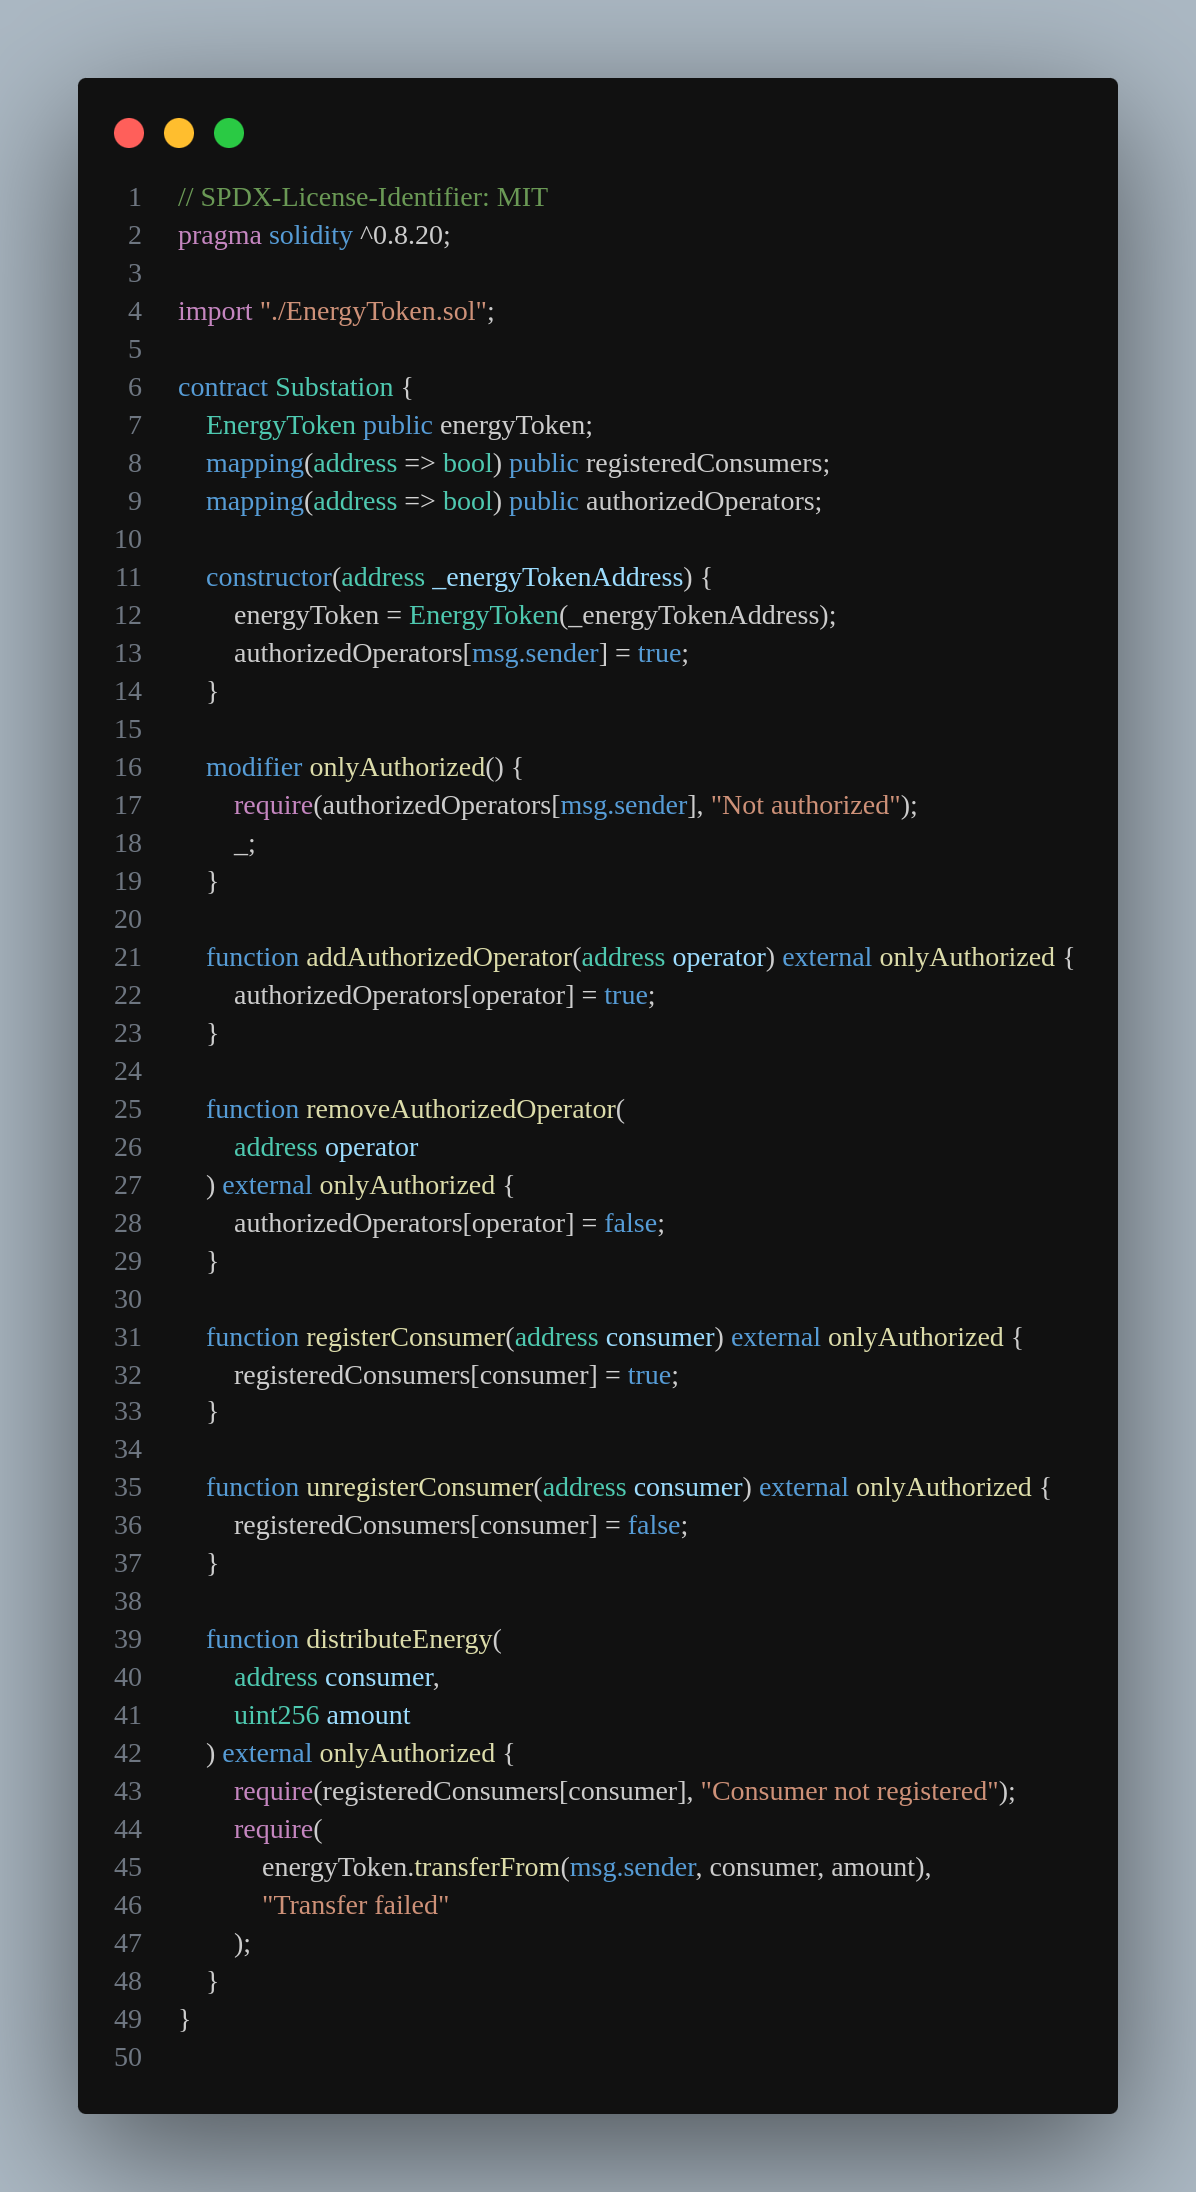 1 // SPDX-License-Identifier: MIT
2 pragma solidity ^0.8.20;
3
4 import "./EnergyToken.sol";
5
6 contract Substation {
7     EnergyToken public energyToken;
8     mapping(address => bool) public registeredConsumers;
9     mapping(address => bool) public authorizedOperators;
10
11     constructor(address _energyTokenAddress) {
12         energyToken = EnergyToken(_energyTokenAddress);
13         authorizedOperators[msg.sender] = true;
14     }
15
16     modifier onlyAuthorized() {
17         require(authorizedOperators[msg.sender], "Not authorized");
18         _;
19     }
20
21     function addAuthorizedOperator(address operator) external onlyAuthorized {
22         authorizedOperators[operator] = true;
23     }
24
25     function removeAuthorizedOperator(
26         address operator
27     ) external onlyAuthorized {
28         authorizedOperators[operator] = false;
29     }
30
31     function registerConsumer(address consumer) external onlyAuthorized {
32         registeredConsumers[consumer] = true;
33     }
34
35     function unregisterConsumer(address consumer) external onlyAuthorized {
36         registeredConsumers[consumer] = false;
37     }
38
39     function distributeEnergy(
40         address consumer,
41         uint256 amount
42     ) external onlyAuthorized {
43         require(registeredConsumers[consumer], "Consumer not registered");
44         require(
45             energyToken.transferFrom(msg.sender, consumer, amount),
46             "Transfer failed"
47         );
48     }
49 }
50